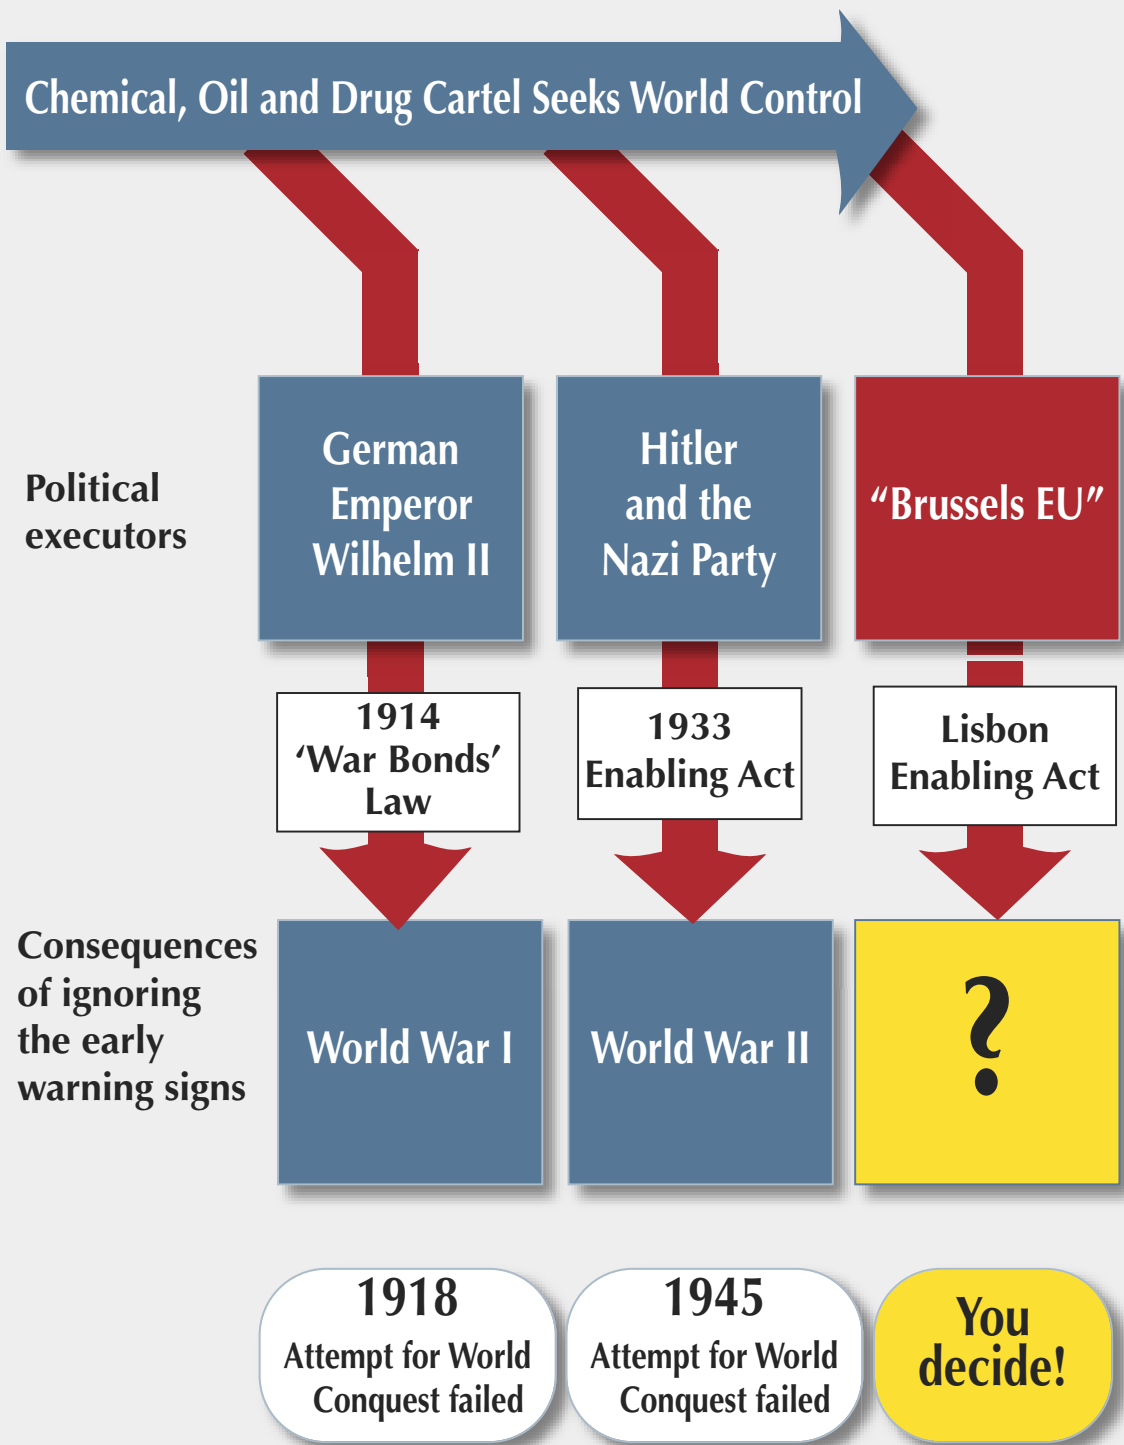 Chemical, Oil and Drug Cartel Seeks World Control
Political
executors
German
Emperor
Wilhelm II
Hitler
and the
Nazi Party
“Brussels EU”
1914
‘War Bonds’
Law
1933
Enabling Act
Lisbon
Enabling Act
Consequences
of ignoring
the early
warning signs
World War I
World War II
?
1918
Attempt for World
Conquest failed
1945
Attempt for World
Conquest failed
You
decide!